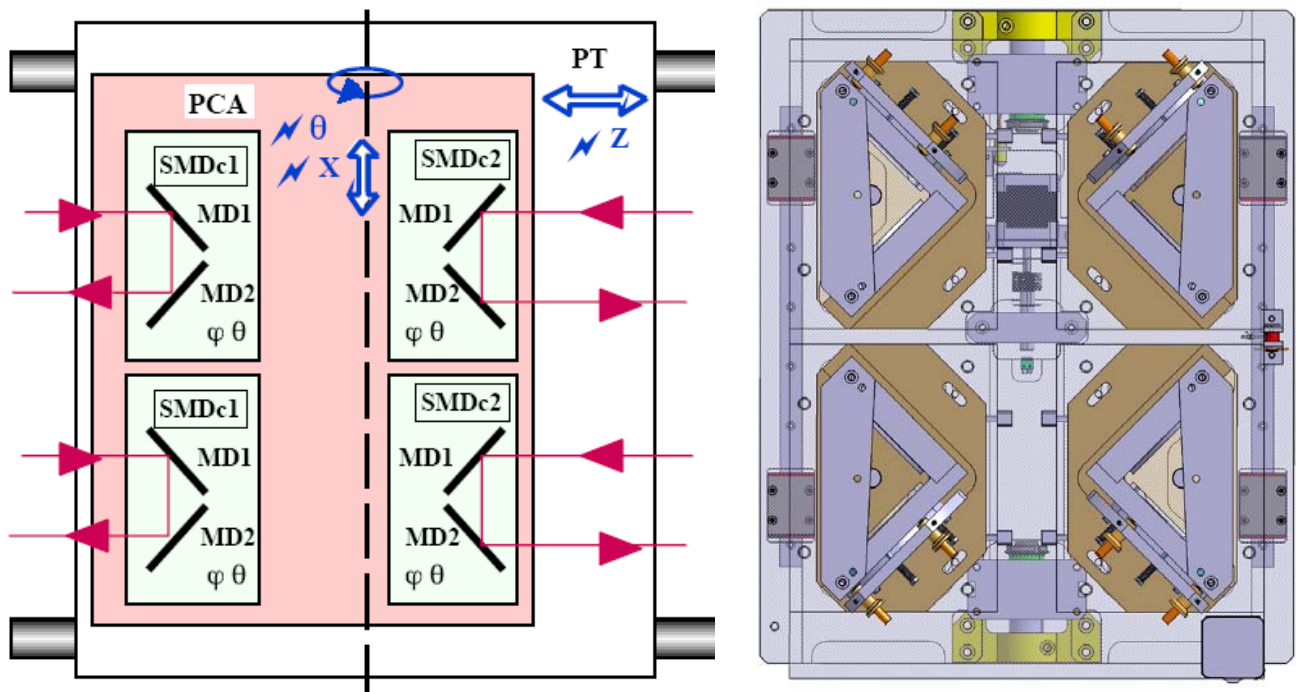 PT
PCA
θ
Z
X
SMDc1
MD1
MD2
φ θ
SMDc2
MD1
MD2
φ θ
SMDc1
MD1
MD2
φ θ
SMDc2
MD1
MD2
φ θ